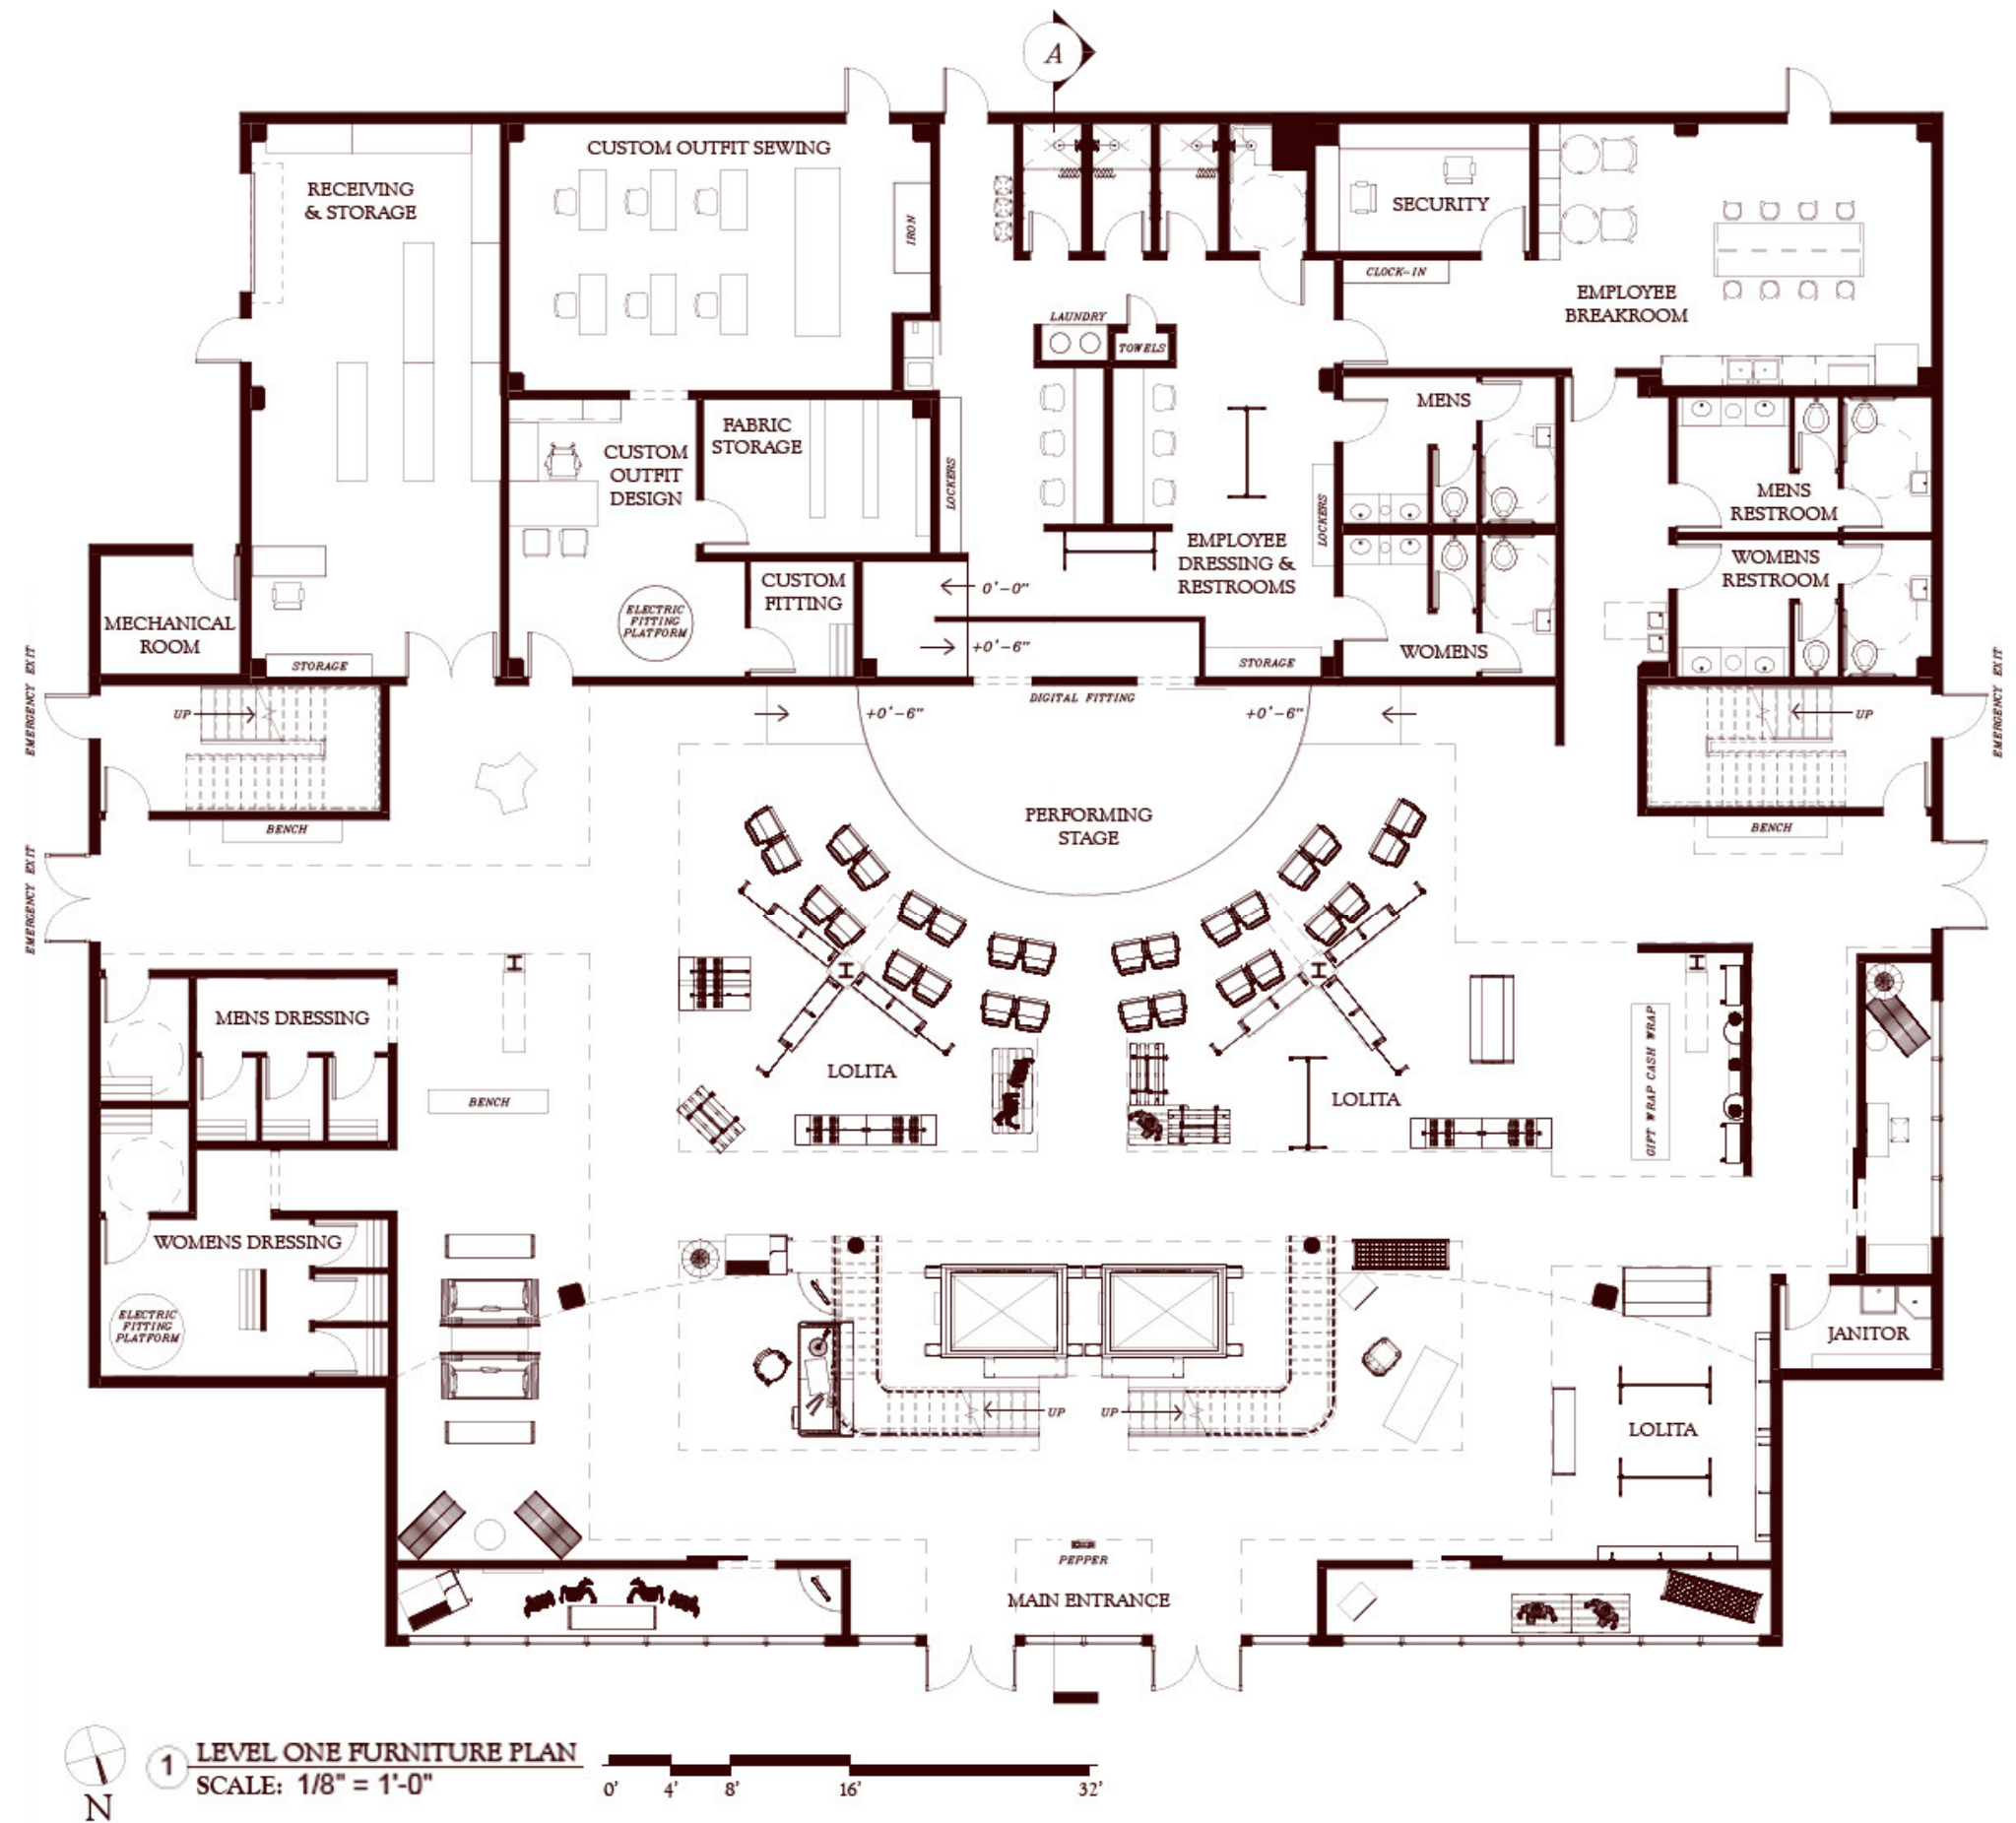 A
CUSTOM OUTFIT SEWING
RECEIVING
& STORAGE
IRON
SECURITY
CLOCK-IN
EMPLOYEE
BREAKROOM
LAUNDRY
TOWELS
MENS
FABRIC
STORAGE
CUSTOM
OUTFIT
DESIGN
LOCKERS
LOCKERS
MENS
RESTROOM
EMPLOYEE
DRESSING &
RESTROOMS
WOMENS
RESTROOM
CUSTOM
FITTING
0'-0"
ELECTRIC
FITTING
PLATFORM
MECHANICAL
ROOM
+0'-6"
WOMENS
STORAGE
STORAGE
EMERGENCY EXIT
EMERGENCY EXIT
DIGITAL FITTING
UP
+0'-6"
+0'-6"
UP
PERFORMING
STAGE
BENCH
BENCH
EMERGENCY EXIT
MENS DRESSING
GIFT WRAP CASH WRAP
LOLITA
LOLITA
BENCH
WOMENS DRESSING
ELECTRIC
FITTING
PLATFORM
JANITOR
UP
UP
LOLITA
PEPPER
MAIN ENTRANCE
N
1
LEVEL ONE FURNITURE PLAN
SCALE: 1/8" = 1'-0"
0' 4' 8' 16' 32'